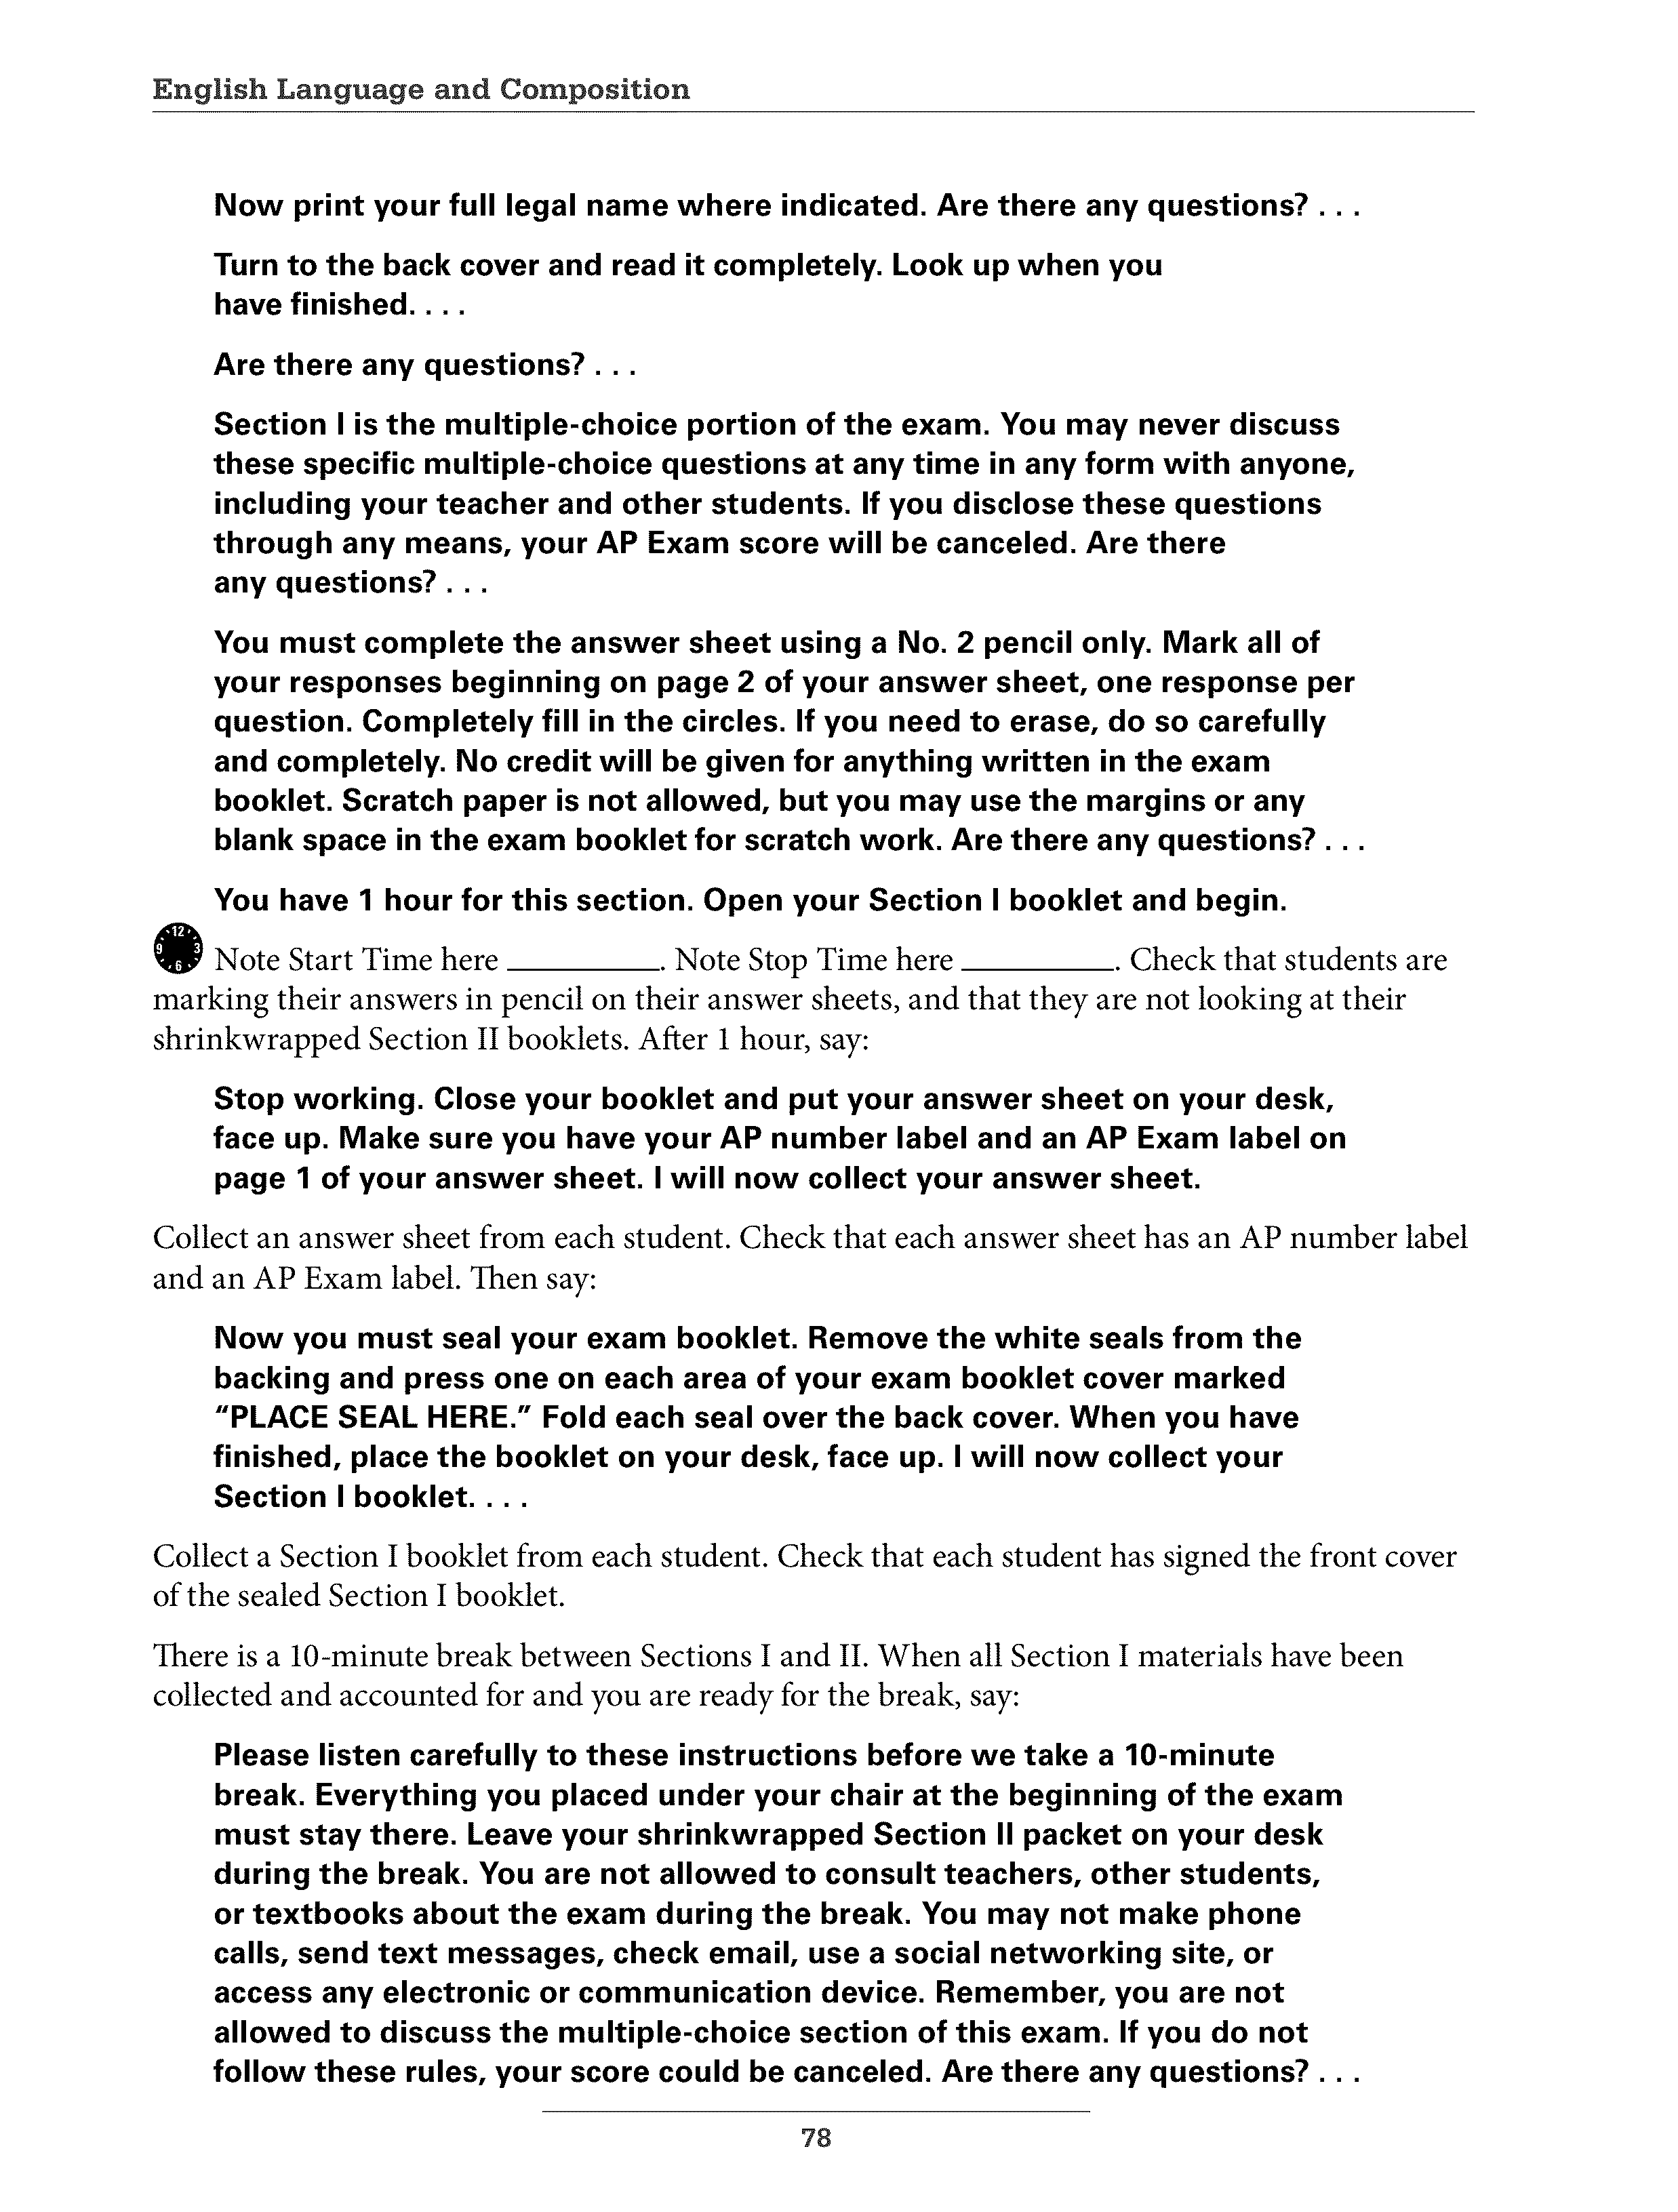 English Language and Composition
Now print your full legal name where indicated. Are there any questions? . . .
Turn to the back cover and read it completely. Look up when you
have finished. . . .
Are there any questions? . . .
Section I is the multiple-choice portion of the exam. You may never discuss
these specific multiple-choice questions at any time in any form with anyone,
including your teacher and other students. If you disclose these questions
through any means, your AP Exam score will be canceled. Are there
any questions? . . .
You must complete the answer sheet using a No. 2 pencil only. Mark all of
your responses beginning on page 2 of your answer sheet, one response per
question. Completely fill in the circles. If you need to erase, do so carefully
and completely. No credit will be given for anything written in the exam
booklet. Scratch paper is not allowed, but you may use the margins or any
blank space in the exam booklet for scratch work. Are there any questions? . . .
You have 1 hour for this section. Open your Section I booklet and begin.
12
9 3
6
Note Start Time here __________. Note Stop Time here __________. Check that students are
marking their answers in pencil on their answer sheets, and that they are not looking at their
shrinkwrapped Section II booklets. After 1 hour, say:
Stop working. Close your booklet and put your answer sheet on your desk,
face up. Make sure you have your AP number label and an AP Exam label on
page 1 of your answer sheet. I will now collect your answer sheet.
Collect an answer sheet from each student. Check that each answer sheet has an AP number label
and an AP Exam label. Then say:
Now you must seal your exam booklet. Remove the white seals from the
backing and press one on each area of your exam booklet cover marked
“PLACE SEAL HERE.” Fold each seal over the back cover. When you have
finished, place the booklet on your desk, face up. I will now collect your
Section I booklet. . . .
Collect a Section I booklet from each student. Check that each student has signed the front cover
of the sealed Section I booklet.
There is a 10-minute break between Sections I and II. When all Section I materials have been
collected and accounted for and you are ready for the break, say:
Please listen carefully to these instructions before we take a 10-minute
break. Everything you placed under your chair at the beginning of the exam
must stay there. Leave your shrinkwrapped Section II packet on your desk
during the break. You are not allowed to consult teachers, other students,
or textbooks about the exam during the break. You may not make phone
calls, send text messages, check email, use a social networking site, or
access any electronic or communication device. Remember, you are not
allowed to discuss the multiple-choice section of this exam. If you do not
follow these rules, your score could be canceled. Are there any questions? . . .
78